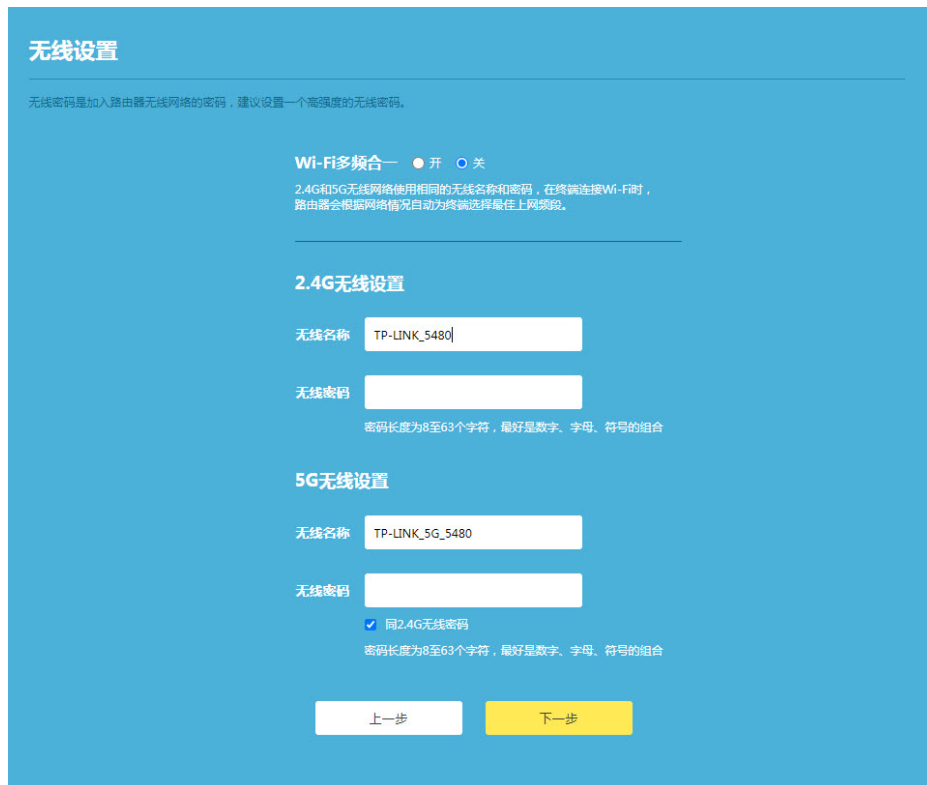 无线设置
无线密码是加入路由器无线网络的密码，建议设置一个高强度的无线密码。
Wi-Fi多频合一 开 关
2.4G和5G无线网络使用相同的无线名称和密码，在终端连接Wi-Fi时，
路由器会根据网络情况自动为终端选择最佳上网频段。
2.4G无线设置
无线名称 TP-LINK_5480
无线密码
密码长度为8至63个字符，最好是数字、字母、符号的组合
5G无线设置
无线名称 TP-LINK_5G_5480
无线密码
同2.4G无线密码
密码长度为8至63个字符，最好是数字、字母、符号的组合
上一步 下一步